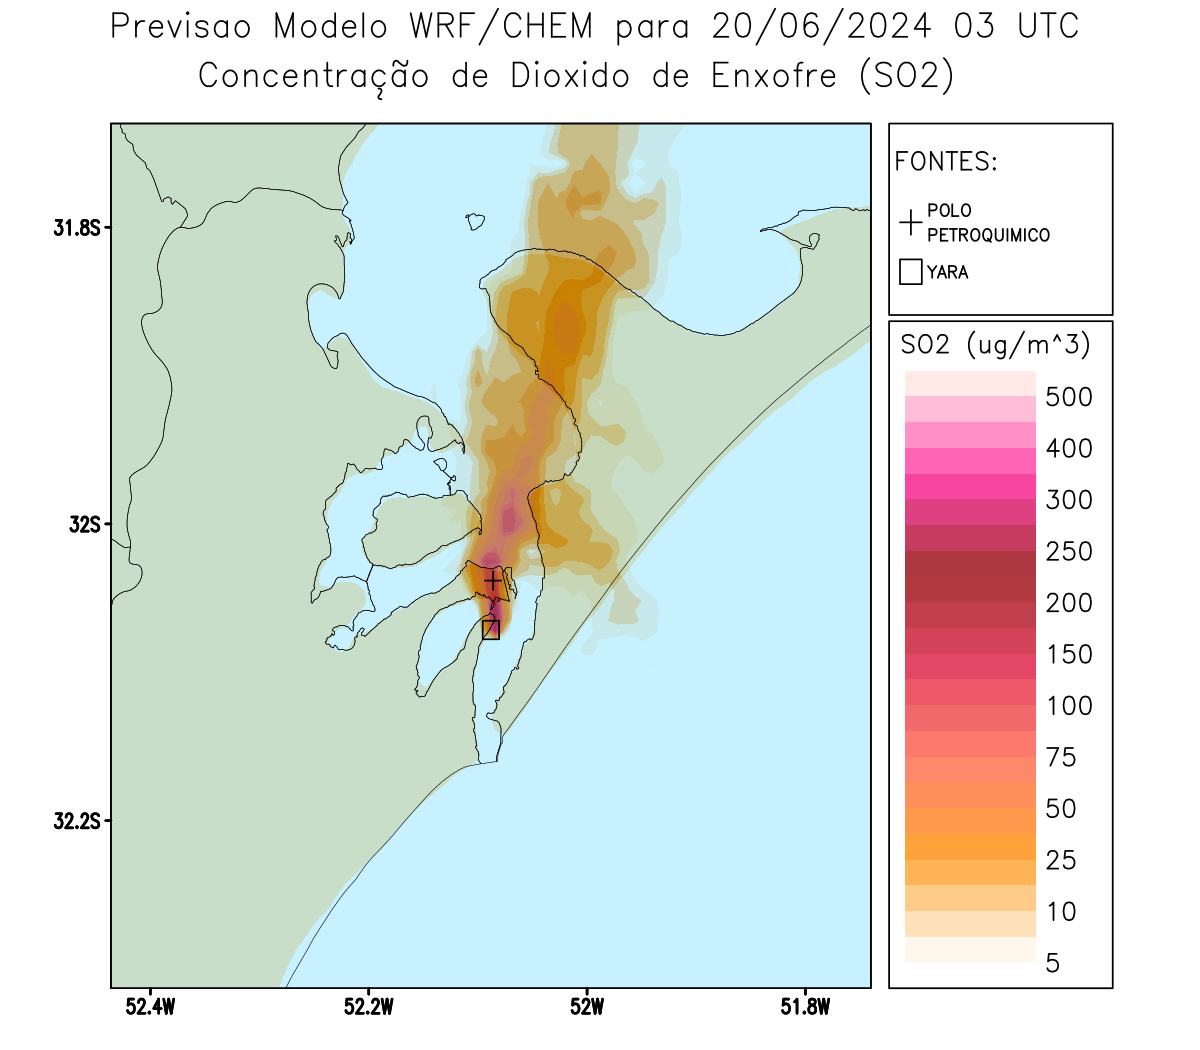 Previsao Modelo WRF/CHEM para 20/06/2024 03 UTC
Concentração de Dioxido de Enxofre (SO2)
FONTES:
POLO
PETROQUIMICO
YARA
SO2 (ug/m^3)
500
400
300
250
200
150
100
75
50
25
10
5
31.8S
32S
32.2S
52.4W
52.2W
52W
51.8W